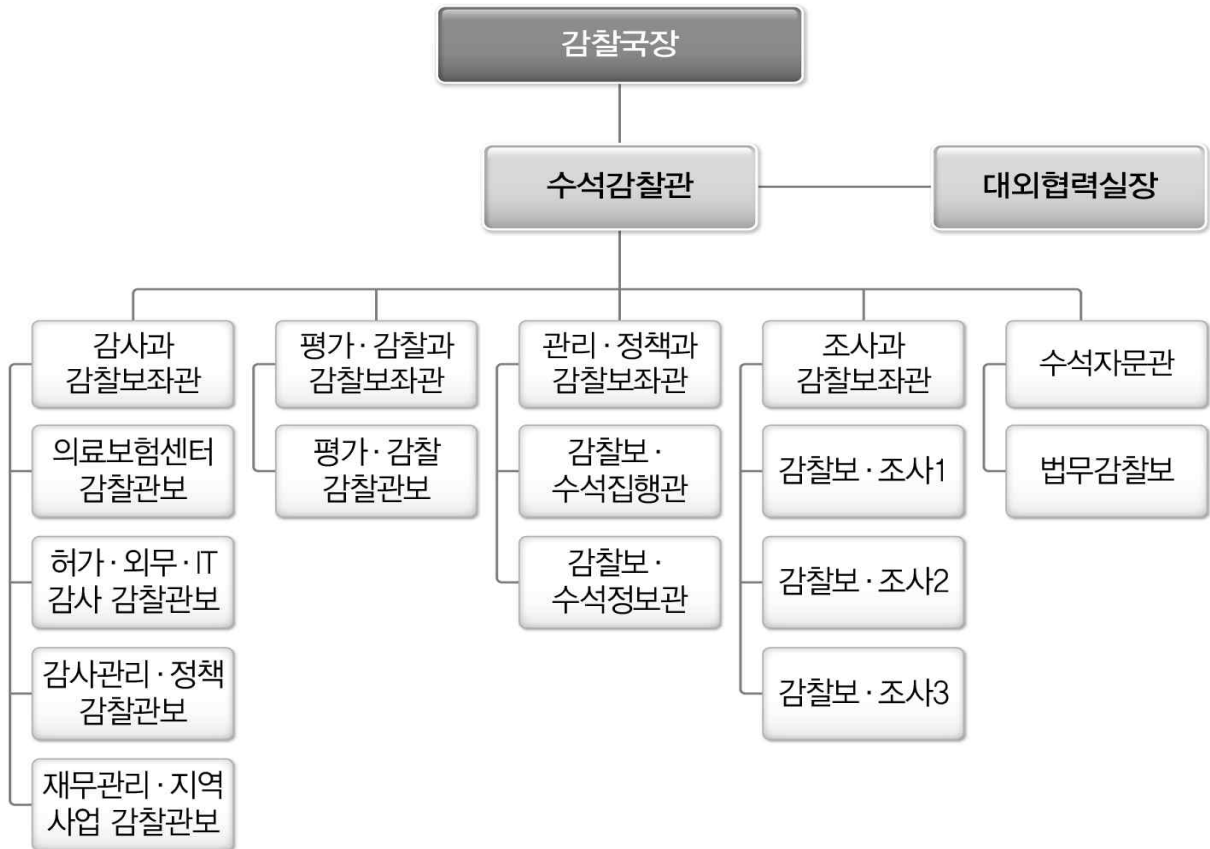 감찰국장
수석감찰관
대외협력실장
감사과
감찰보좌관
평가·감찰과
감찰보좌관
관리·정책과
감찰보좌관
조사과
감찰보좌관
수석자문관
의료보험센터
감찰관보
평가·감찰
감찰관보
감찰보·
수석집행관
감찰보·조사1
법무감찰보
허가·외무·IT
감사 감찰관보
감찰보·
수석정보관
감찰보·조사2
감사관리·정책
감찰관보
감찰보·조사3
재무관리·지역
사업 감찰관보